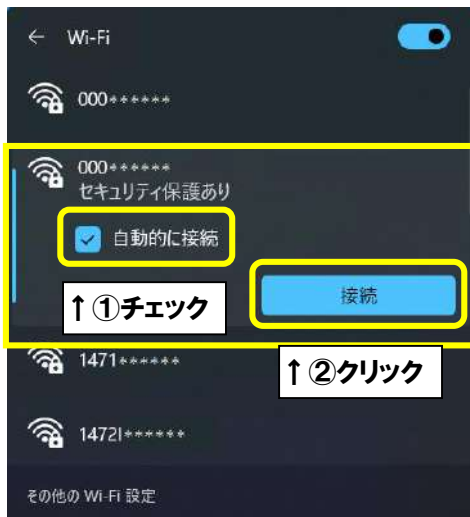 ← Wi-Fi
000******
000******
セキュリティ保護あり
自動的に接続
接続
↑①チェック
1471******
↑②クリック
1472l******
その他の Wi-Fi 設定